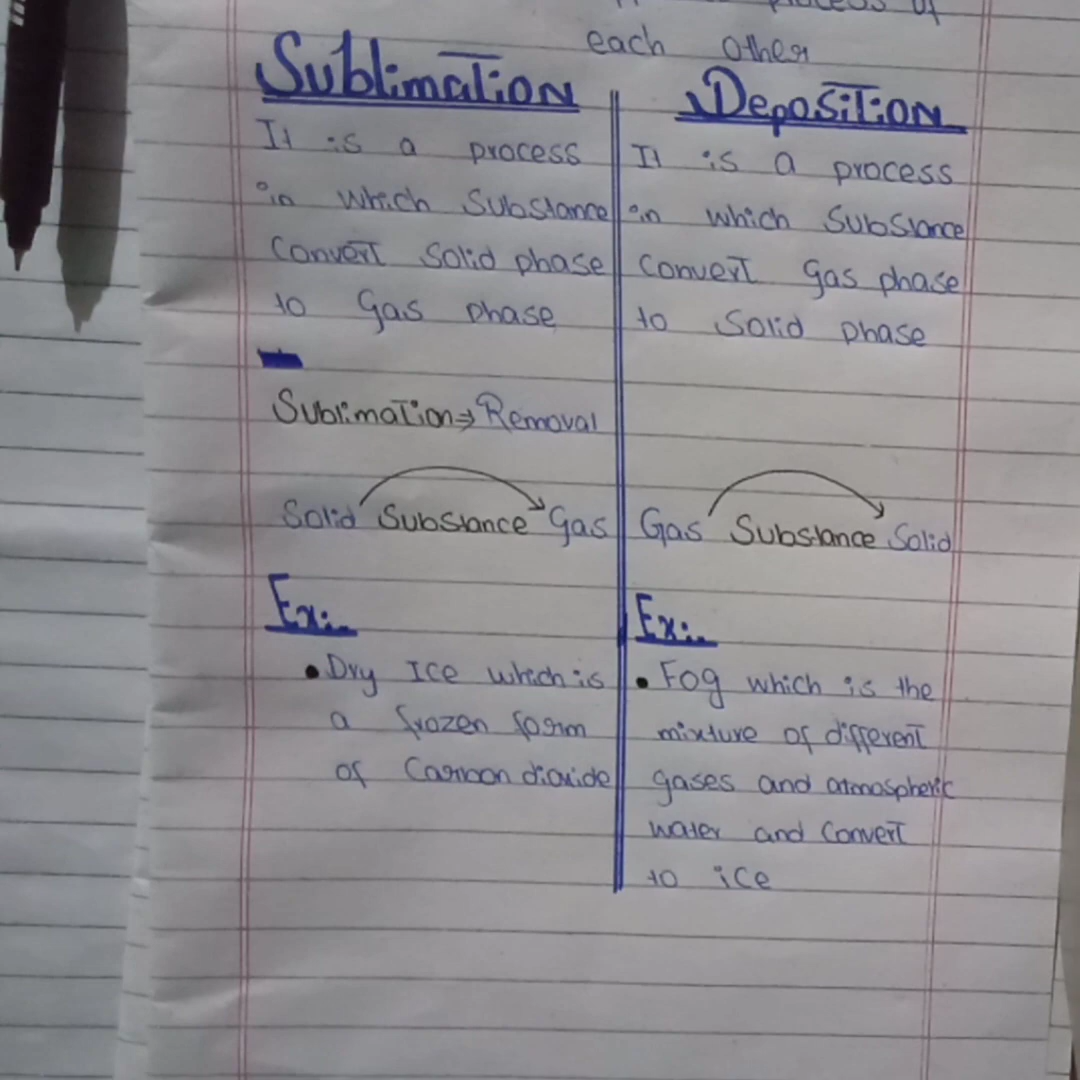 process of
each other
Sublimation
It is a process
in which Substance
Convert Solid phase
to Gas phase
Sublimation ⇒ Removal
Solid Substance Gas
Ex:-
• Dry Ice which is
a frozen form
of Carbon dioxide
Deposition
It is a process
in which Substance
Convert gas phase
to Solid phase
Gas Substance Solid
Ex:-
• Fog which is the
mixture of different
gases and atmospheric
water and Convert
to ice